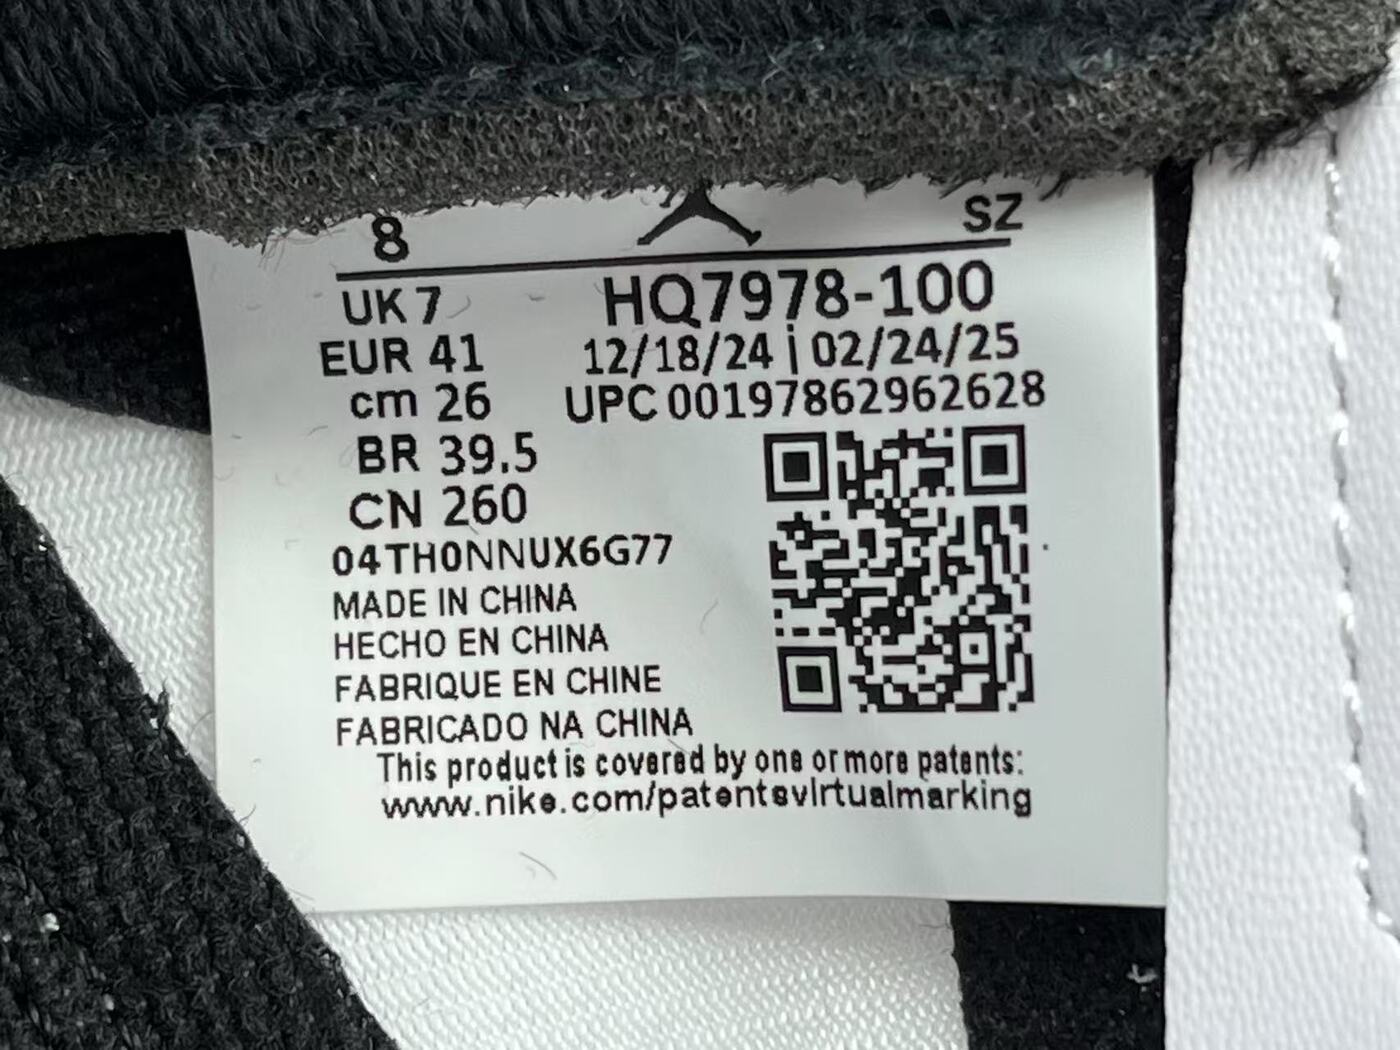 8 SZ
UK 7 HQ7978-100
EUR 41 12/18/24 | 02/24/25
cm 26 UPC 00197862962628
BR 39.5
CN 260
04TH0NNUX6G77
MADE IN CHINA
HECHO EN CHINA
FABRIQUE EN CHINE
FABRICADO NA CHINA
This product is covered by one or more patents:
www.nike.com/patentsvirtualmarking